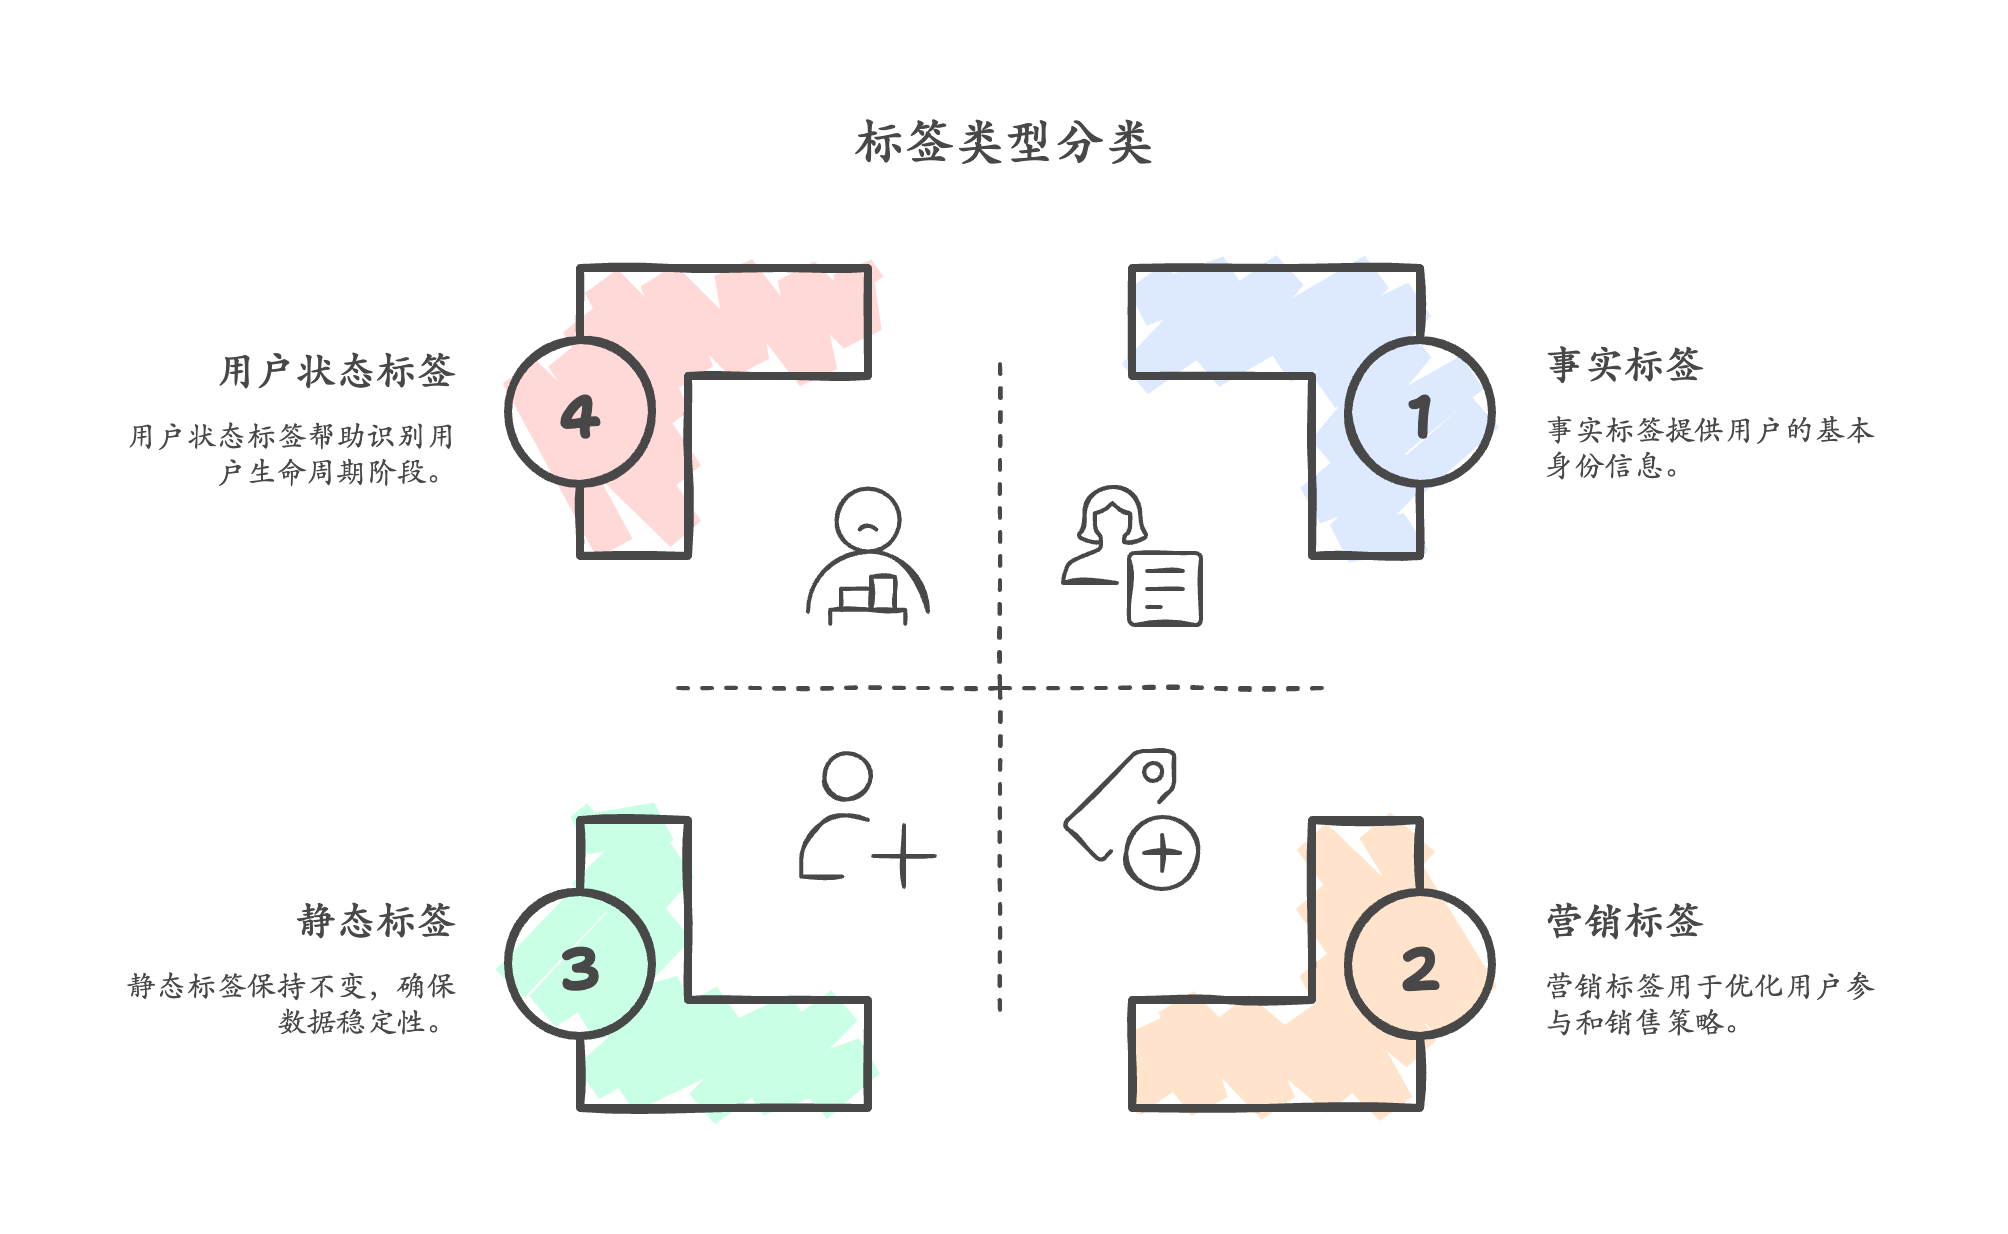 标签类型分类
4
用户状态标签
用户状态标签帮助识别用
户生命周期阶段。
1
事实标签
事实标签提供用户的基本
身份信息。
3
静态标签
静态标签保持不变，确保
数据稳定性。
2
营销标签
营销标签用于优化用户参
与和销售策略。